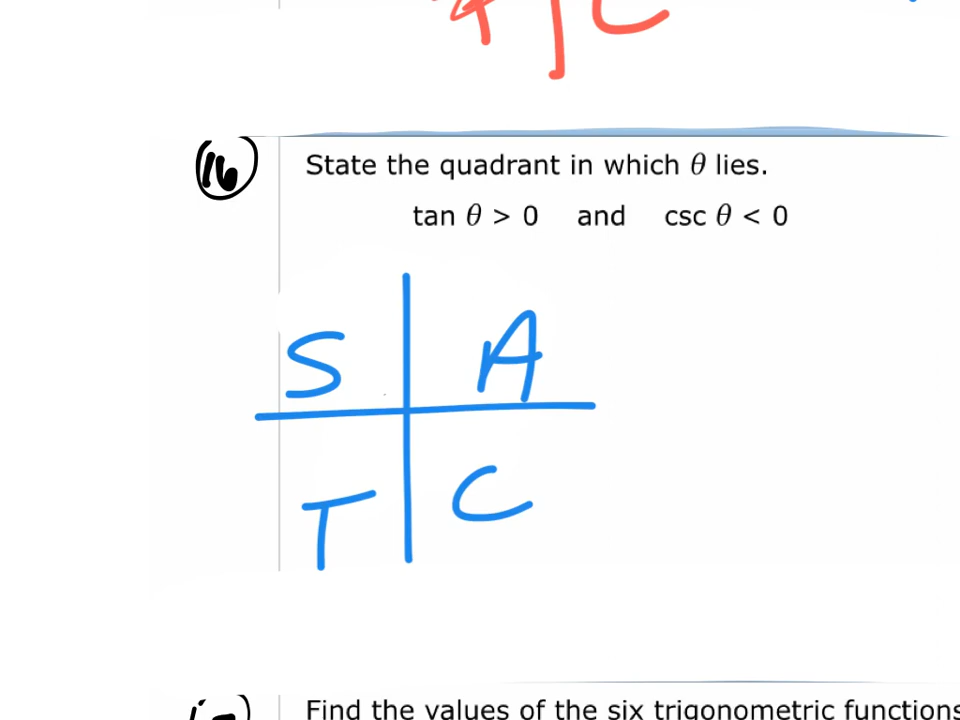 C
16
State the quadrant in which θ lies.
tan θ > 0 and csc θ < 0
S A
T C
Find the values of the six trigonometric functions